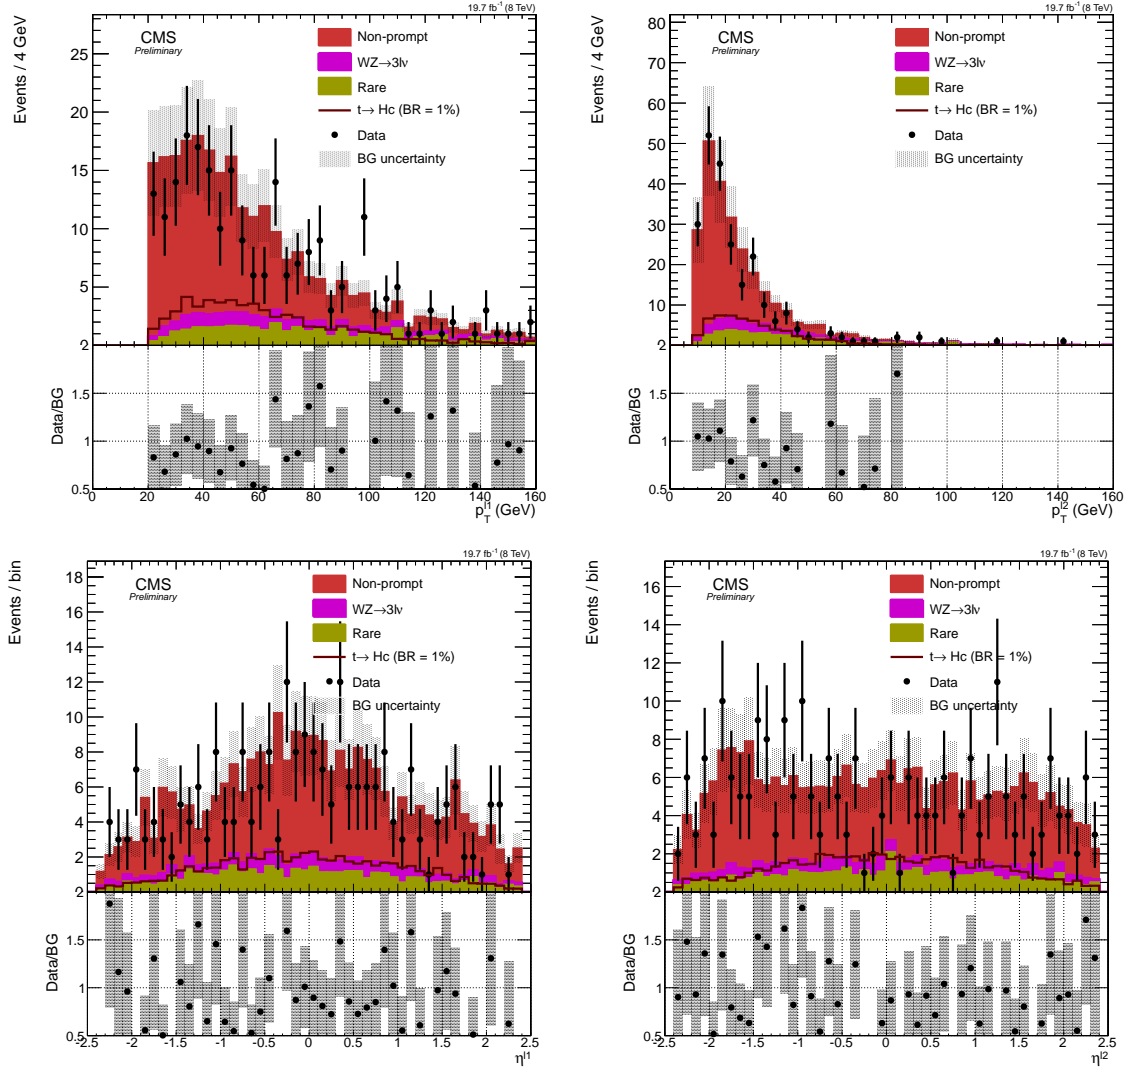 19.7 fb⁻¹ (8 TeV)
CMS
Preliminary
Events / 4 GeV
Non-prompt
WZ→3lν
Rare
t→ Hc (BR = 1%)
Data
BG uncertainty
25
20
15
10
5
2
Data/BG
2
1.5
1
0.5
0 20 40 60 80 100 120 140 160
p_T^l1 (GeV)
19.7 fb⁻¹ (8 TeV)
CMS
Preliminary
Events / 4 GeV
Non-prompt
WZ→3lν
Rare
t→ Hc (BR = 1%)
Data
BG uncertainty
80
70
60
50
40
30
20
10
2
Data/BG
2
1.5
1
0.5
0 20 40 60 80 100 120 140 160
p_T^l2 (GeV)
19.7 fb⁻¹ (8 TeV)
CMS
Preliminary
Events / bin
Non-prompt
WZ→3lν
Rare
t→ Hc (BR = 1%)
Data
BG uncertainty
18
16
14
12
10
8
6
4
2
2
Data/BG
1.5
1
0.5
-2.5 -2 -1.5 -1 -0.5 0 0.5 1 1.5 2 2.5
η^l1
19.7 fb⁻¹ (8 TeV)
CMS
Preliminary
Events / bin
Non-prompt
WZ→3lν
Rare
t→ Hc (BR = 1%)
Data
BG uncertainty
16
14
12
10
8
6
4
2
2
Data/BG
1.5
1
0.5
-2.5 -2 -1.5 -1 -0.5 0 0.5 1 1.5 2 2.5
η^l2